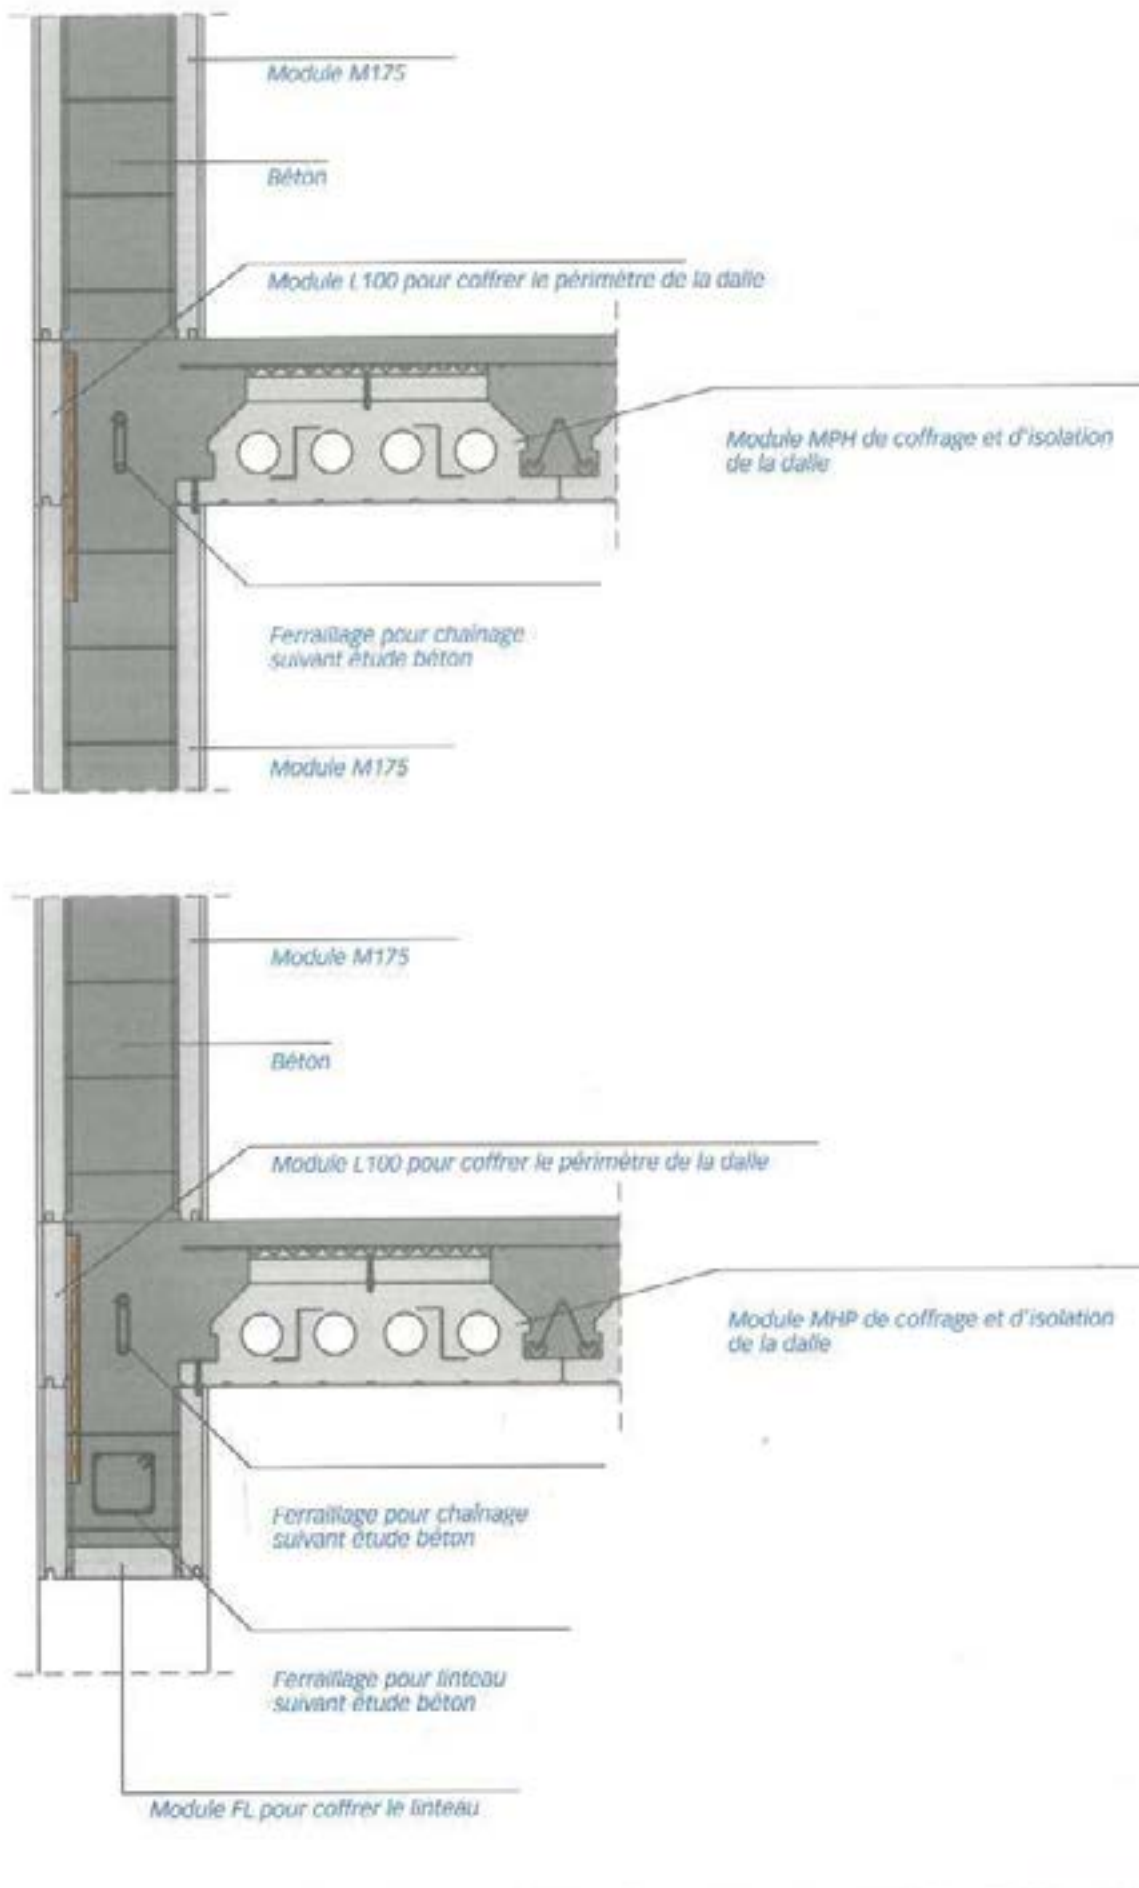 Module M175
Béton
Module L100 pour coffrer le périmètre de la dalle
Module MPH de coffrage et d'isolation
de la dalle
Ferraillage pour chaînage
suivant étude béton
Module M175
Module M175
Béton
Module L100 pour coffrer le périmètre de la dalle
Module MHP de coffrage et d'isolation
de la dalle
Ferraillage pour chaînage
suivant étude béton
Ferraillage pour linteau
suivant étude béton
Module FL pour coffrer le linteau